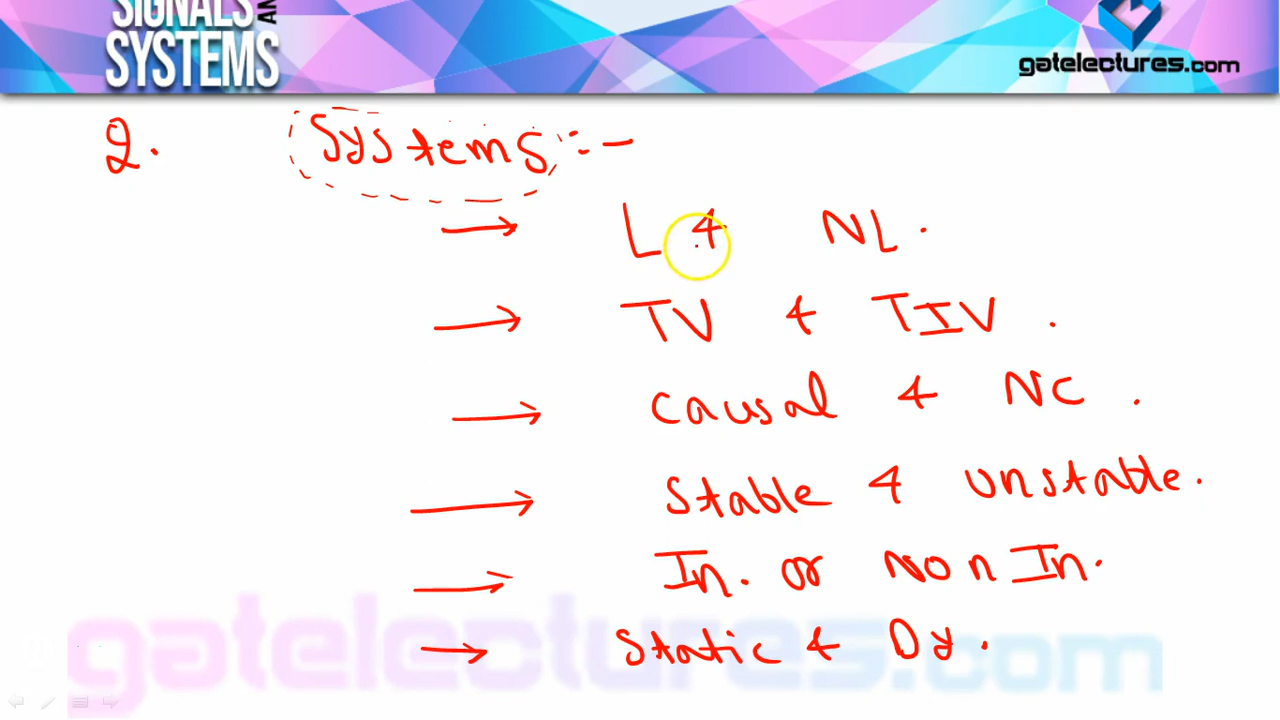 SIGNALS AND
SYSTEMS
gatelectures.com
2. Systems :-
→ L & NL.
→ TV & TIV.
→ Causal & NC.
→ Stable & Unstable.
→ In. or Non In.
→ Static & Dy.
gatelectures.com